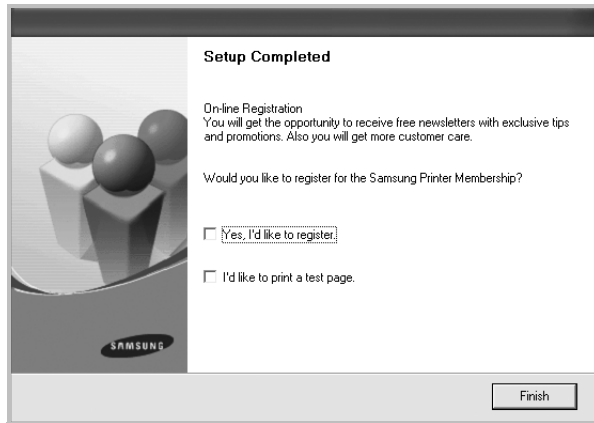 Setup Completed
On-line Registration
You will get the opportunity to receive free newsletters with exclusive tips
and promotions. Also you will get more customer care.
Would you like to register for the Samsung Printer Membership?
Yes, I'd like to register.
I'd like to print a test page.
SAMSUNG
Finish